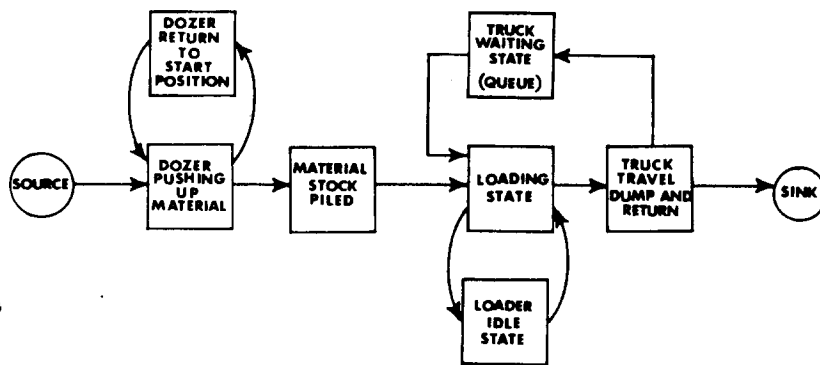 DOZER
RETURN
TO
START
POSITION
TRUCK
WAITING
STATE
(QUEUE)
SOURCE
DOZER
PUSHING
UP
MATERIAL
MATERIAL
STOCK
PILED
LOADING
STATE
TRUCK
TRAVEL
DUMP AND
RETURN
SINK
LOADER
IDLE
STATE